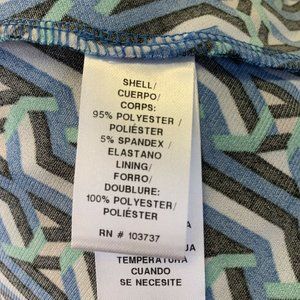 SHELL/
CUERPO/
CORPS:
95% POLYESTER /
POLIÉSTER
5% SPANDEX /
ELASTANO
LINING/
FORRO/
DOUBLURE:
100% POLYESTER/
POLIÉSTER
RN # 103737
TEMPERATURA
CUANDO
SE NECESITE